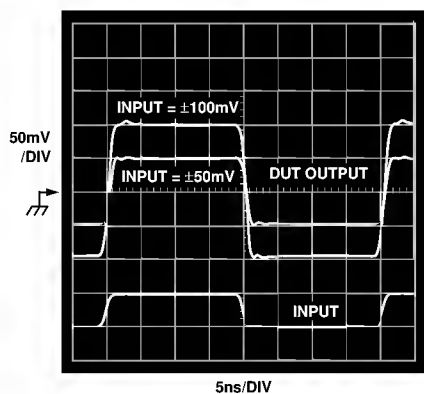 INPUT = ±100mV
50mV
/DIV
INPUT = ±50mV
DUT OUTPUT
INPUT
5ns/DIV